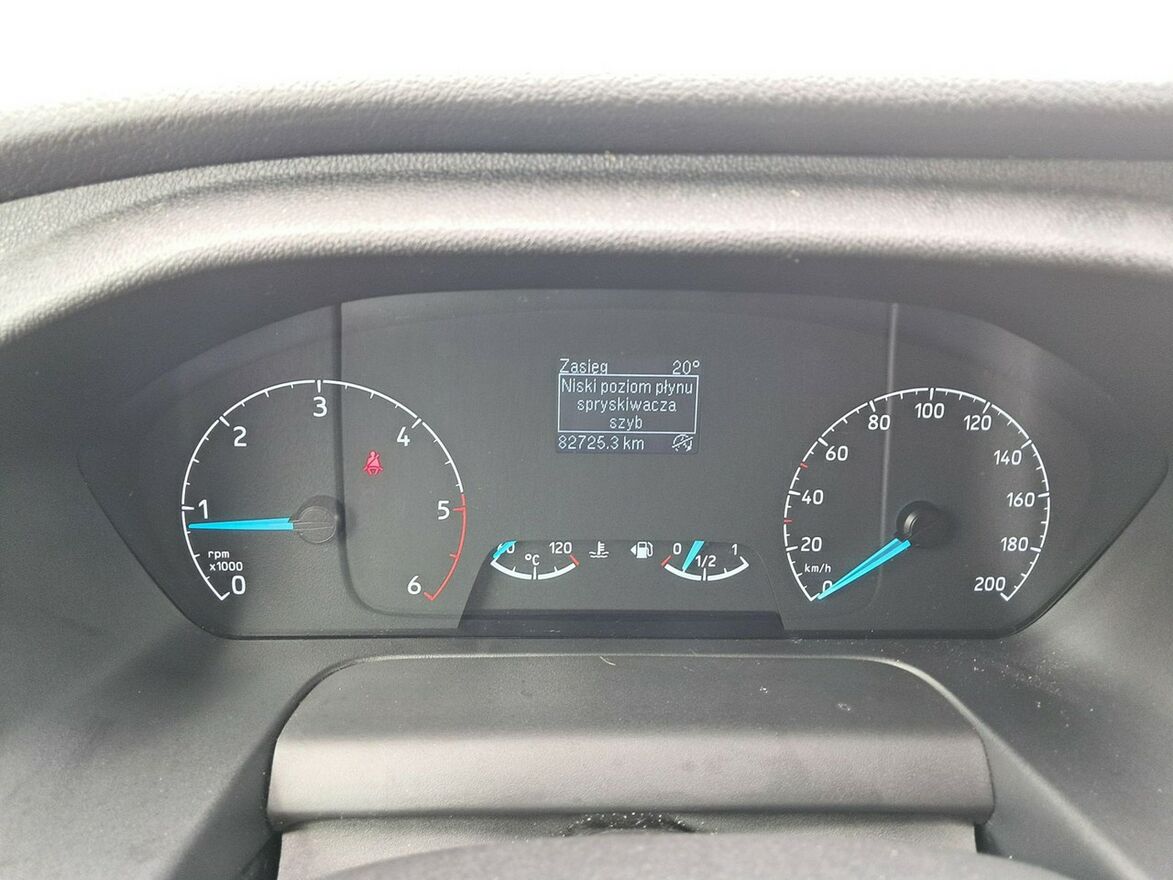 Zasięg 20°
Niski poziom płynu
spryskiwacza
szyb
82725.3 km
0 1 2 3 4 5 6
rpm
x1000
120
°C
0 1/2 1
0 20 40 60 80 100 120 140 160 180 200
km/h